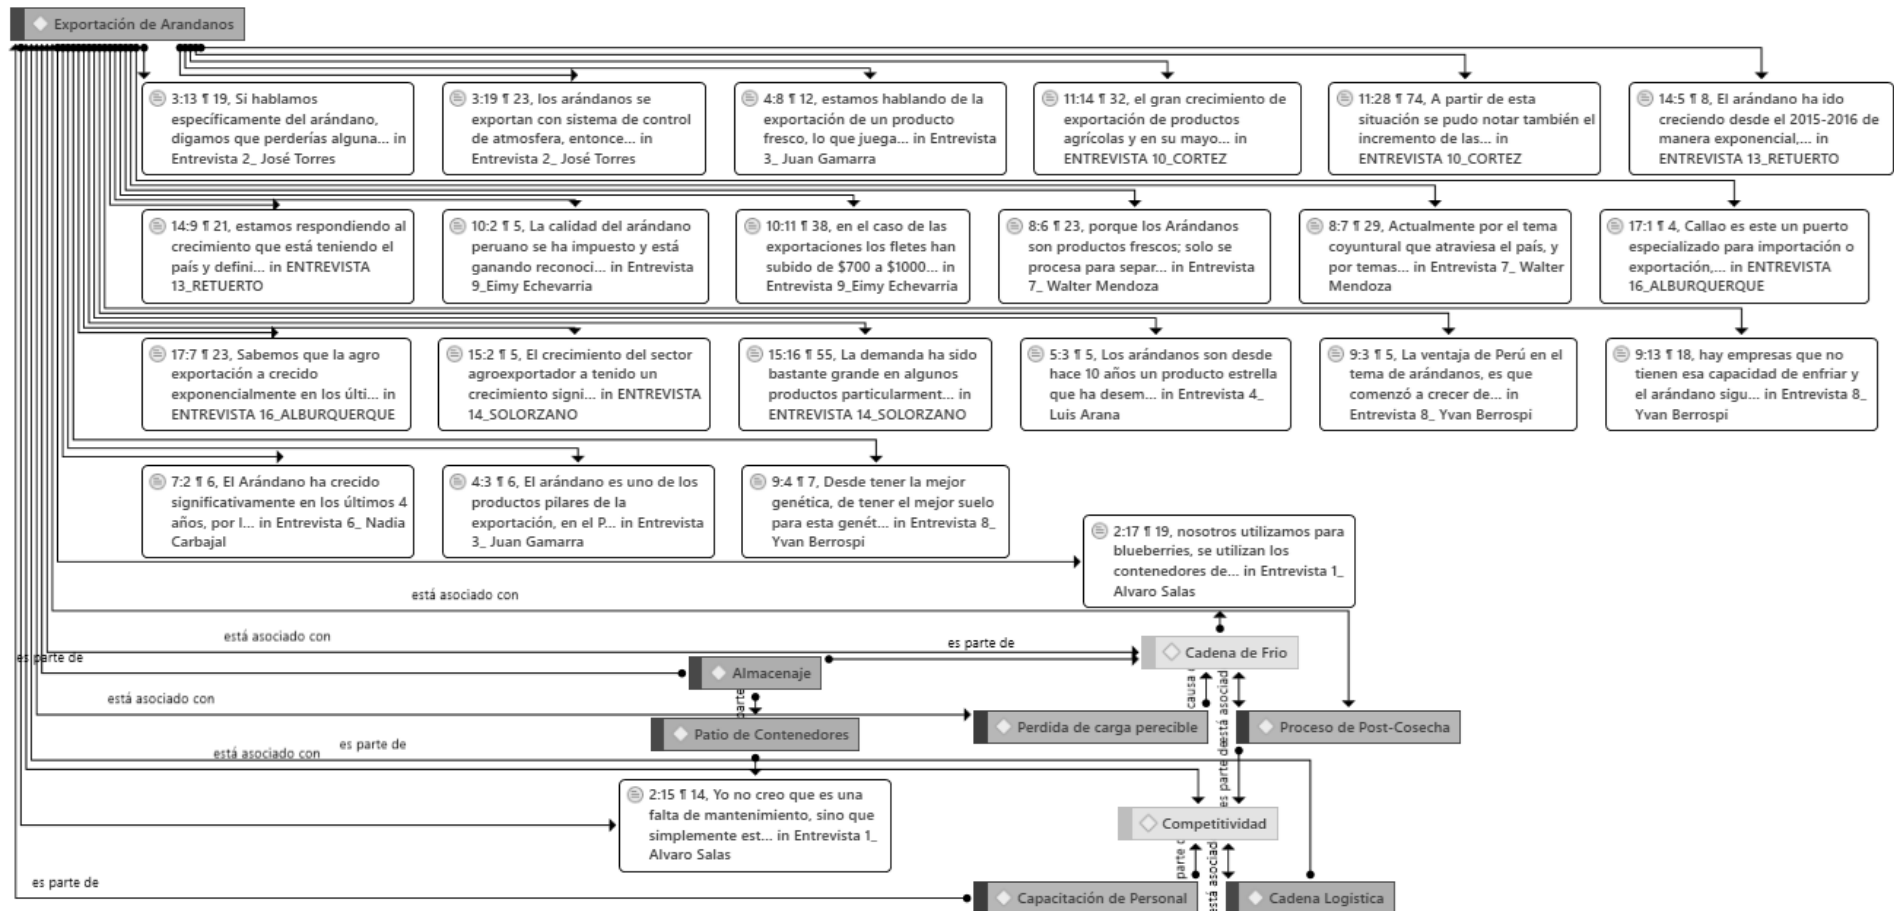 Exportación de Arandanos
3:13 ¶ 19, Si hablamos
específicamente del arándano,
digamos que perderías alguna... in
Entrevista 2_ José Torres
3:19 ¶ 23, los arándanos se
exportan con sistema de control
de atmosfera, entonce... in
Entrevista 2_ José Torres
4:8 ¶ 12, estamos hablando de la
exportación de un producto
fresco, lo que juega... in Entrevista
3_ Juan Gamarra
11:14 ¶ 32, el gran crecimiento de
exportación de productos
agrícolas y en su mayo... in
ENTREVISTA 10_CORTEZ
11:28 ¶ 74, A partir de esta
situación se pudo notar también el
incremento de las... in
ENTREVISTA 10_CORTEZ
14:5 ¶ 8, El arándano ha ido
creciendo desde el 2015-2016 de
manera exponencial,... in
ENTREVISTA 13_RETUERTO
14:9 ¶ 21, estamos respondiendo al
crecimiento que está teniendo el
país y defini... in ENTREVISTA
13_RETUERTO
10:2 ¶ 5, La calidad del arándano
peruano se ha impuesto y está
ganando reconoci... in Entrevista
9_Eimy Echevarria
10:11 ¶ 38, en el caso de las
exportaciones los fletes han
subido de $700 a $1000... in
Entrevista 9_Eimy Echevarria
8:6 ¶ 23, porque los Arándanos
son productos frescos; solo se
procesa para separ... in Entrevista
7_ Walter Mendoza
8:7 ¶ 29, Actualmente por el tema
coyuntural que atraviesa el país, y
por temas... in Entrevista 7_ Walter
Mendoza
17:1 ¶ 4, Callao es este un puerto
especializado para importación o
exportación,... in ENTREVISTA
16_ALBURQUERQUE
17:7 ¶ 23, Sabemos que la agro
exportación a crecido
exponencialmente en los últi... in
ENTREVISTA 16_ALBURQUERQUE
15:2 ¶ 5, El crecimiento del sector
agroexportador a tenido un
crecimiento signi... in ENTREVISTA
14_SOLORZANO
15:16 ¶ 55, La demanda ha sido
bastante grande en algunos
productos particularment... in
ENTREVISTA 14_SOLORZANO
5:3 ¶ 5, Los arándanos son desde
hace 10 años un producto estrella
que ha desem... in Entrevista 4_
Luis Arana
9:3 ¶ 5, La ventaja de Perú en el
tema de arándanos, es que
comenzó a crecer de... in
Entrevista 8_ Yvan Berrospi
9:13 ¶ 18, hay empresas que no
tienen esa capacidad de enfriar y
el arándano sigu... in Entrevista 8_
Yvan Berrospi
7:2 ¶ 6, El Arándano ha crecido
significativamente en los últimos 4
años, por l... in Entrevista 6_ Nadia
Carbajal
4:3 ¶ 6, El arándano es uno de los
productos pilares de la
exportación, en el P... in Entrevista
3_ Juan Gamarra
9:4 ¶ 7, Desde tener la mejor
genética, de tener el mejor suelo
para esta genét... in Entrevista 8_
Yvan Berrospi
2:17 ¶ 19, nosotros utilizamos para
blueberries, se utilizan los
contenedores de... in Entrevista 1_
Alvaro Salas
está asociado con
está asociado con
es parte de
es parte de
Cadena de Frio
Almacenaje
está asociado con
parte
causa
está asociad
Perdida de carga perecible
Proceso de Post-Cosecha
Patio de Contenedores
es parte de
está asociado con
es parte de
2:15 ¶ 14, Yo no creo que es una
falta de mantenimiento, sino que
simplemente est... in Entrevista 1_
Alvaro Salas
Competitividad
parte
está asociad
es parte de
Capacitación de Personal
Cadena Logistica